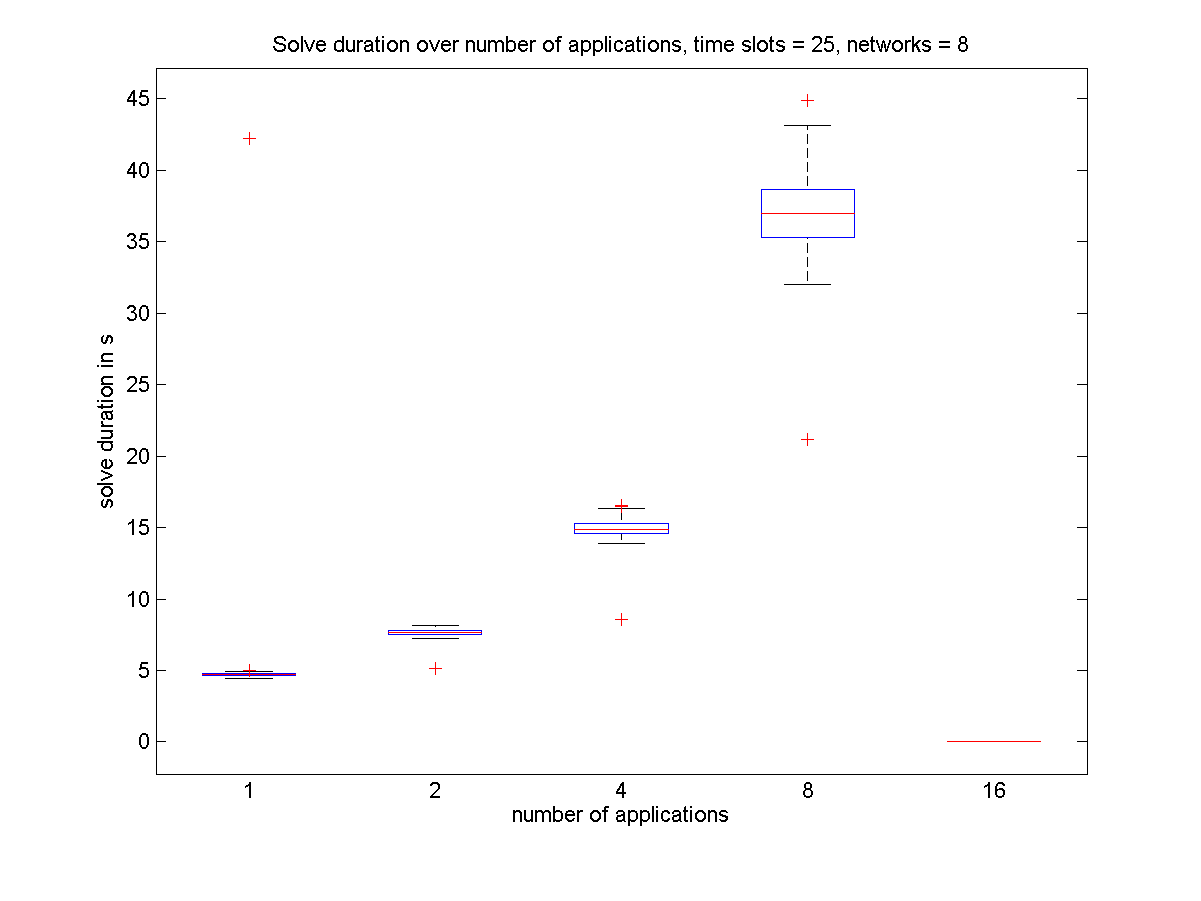 Solve duration over number of applications, time slots = 25, networks = 8
45
40
35
30
25
20
15
10
5
0
solve duration in s
1 2 4 8 16
number of applications